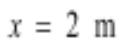 x = 2 m